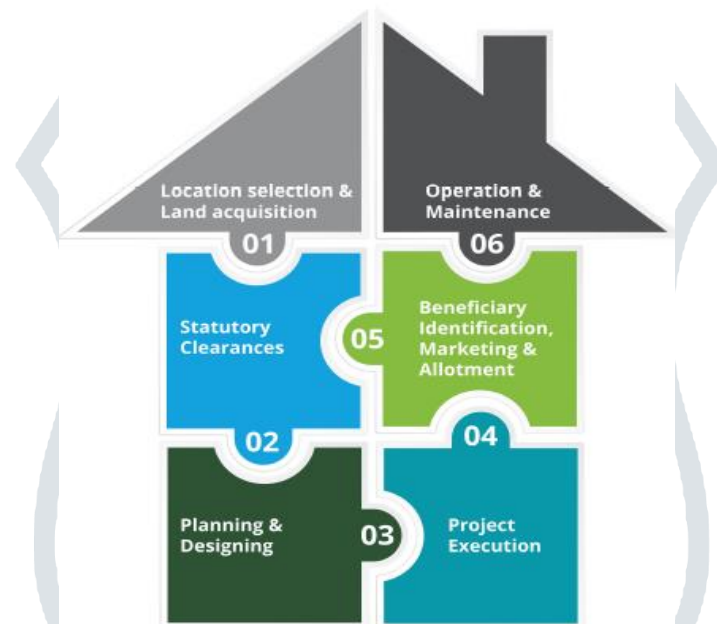 Location selection &
Land acquisition
01
Statutory
Clearances
02
Planning &
Designing
03
Project
Execution
04
Beneficiary
Identification,
Marketing &
Allotment
05
Operation &
Maintenance
06